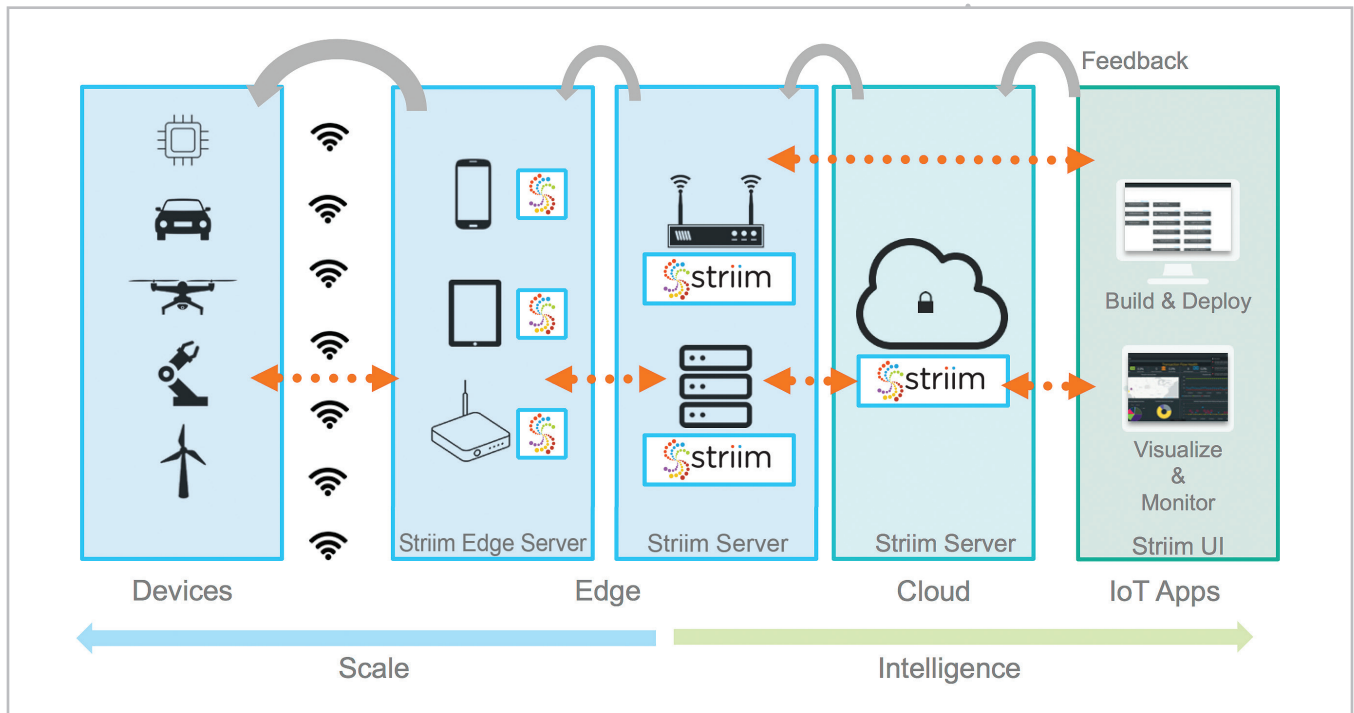 Feedback
striim
Build & Deploy
striim
striim
Visualize
&
Monitor
Striim Edge Server
Striim Server
Striim Server
Striim UI
Devices
Edge
Cloud
IoT Apps
Scale
Intelligence